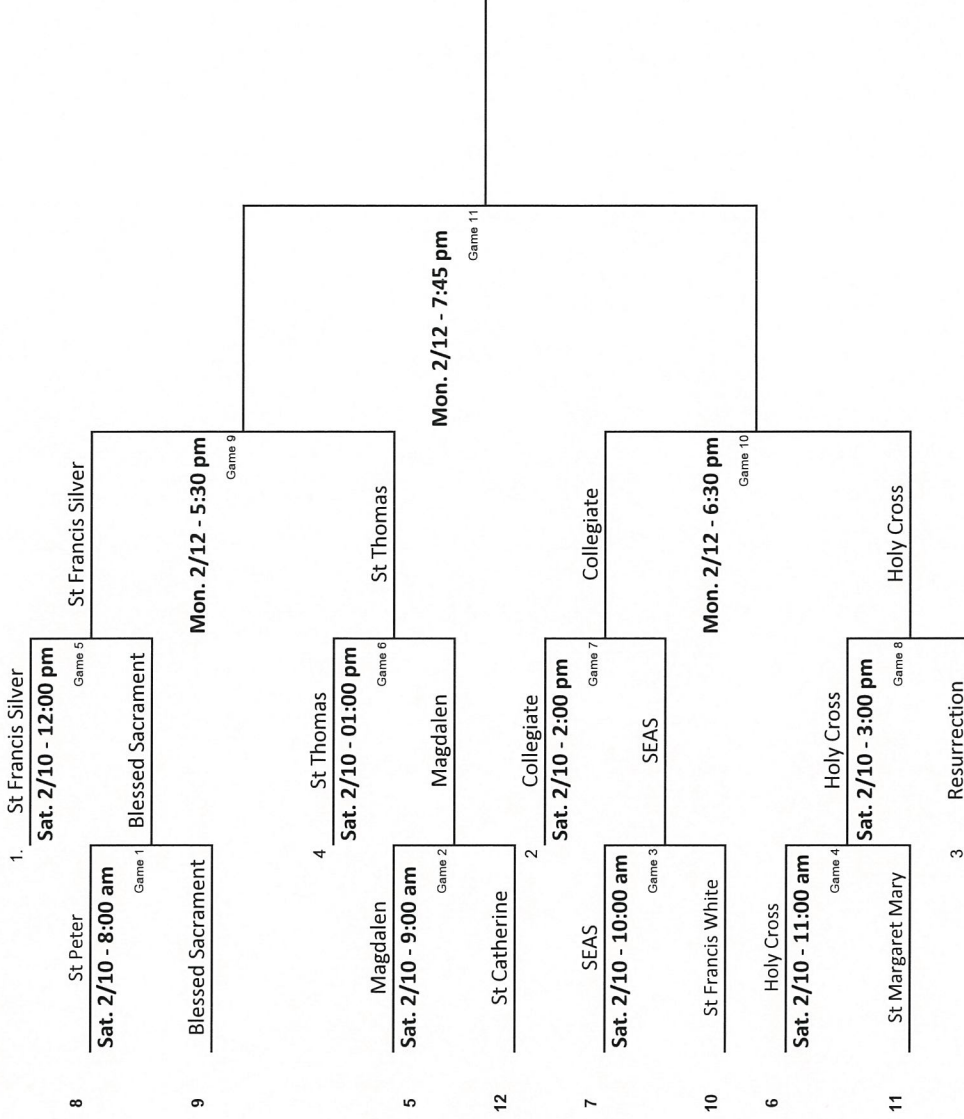 8
St Peter
Sat. 2/10 - 8:00 am
Game 1
Blessed Sacrament
9
1.
St Francis Silver
Sat. 2/10 - 12:00 pm
Game 5
Blessed Sacrament
St Francis Silver
Mon. 2/12 - 5:30 pm
Game 9
St Thomas
4
St Thomas
Sat. 2/10 - 01:00 pm
Game 6
Magdalen
5
Magdalen
Sat. 2/10 - 9:00 am
Game 2
St Catherine
12
Mon. 2/12 - 7:45 pm
Game 11
2
Collegiate
Sat. 2/10 - 2:00 pm
Game 7
SEAS
7
SEAS
Sat. 2/10 - 10:00 am
Game 3
St Francis White
10
Collegiate
Mon. 2/12 - 6:30 pm
Game 10
Holy Cross
6
Holy Cross
Sat. 2/10 - 11:00 am
Game 4
St Margaret Mary
11
Holy Cross
Sat. 2/10 - 3:00 pm
Game 8
Resurrection
3